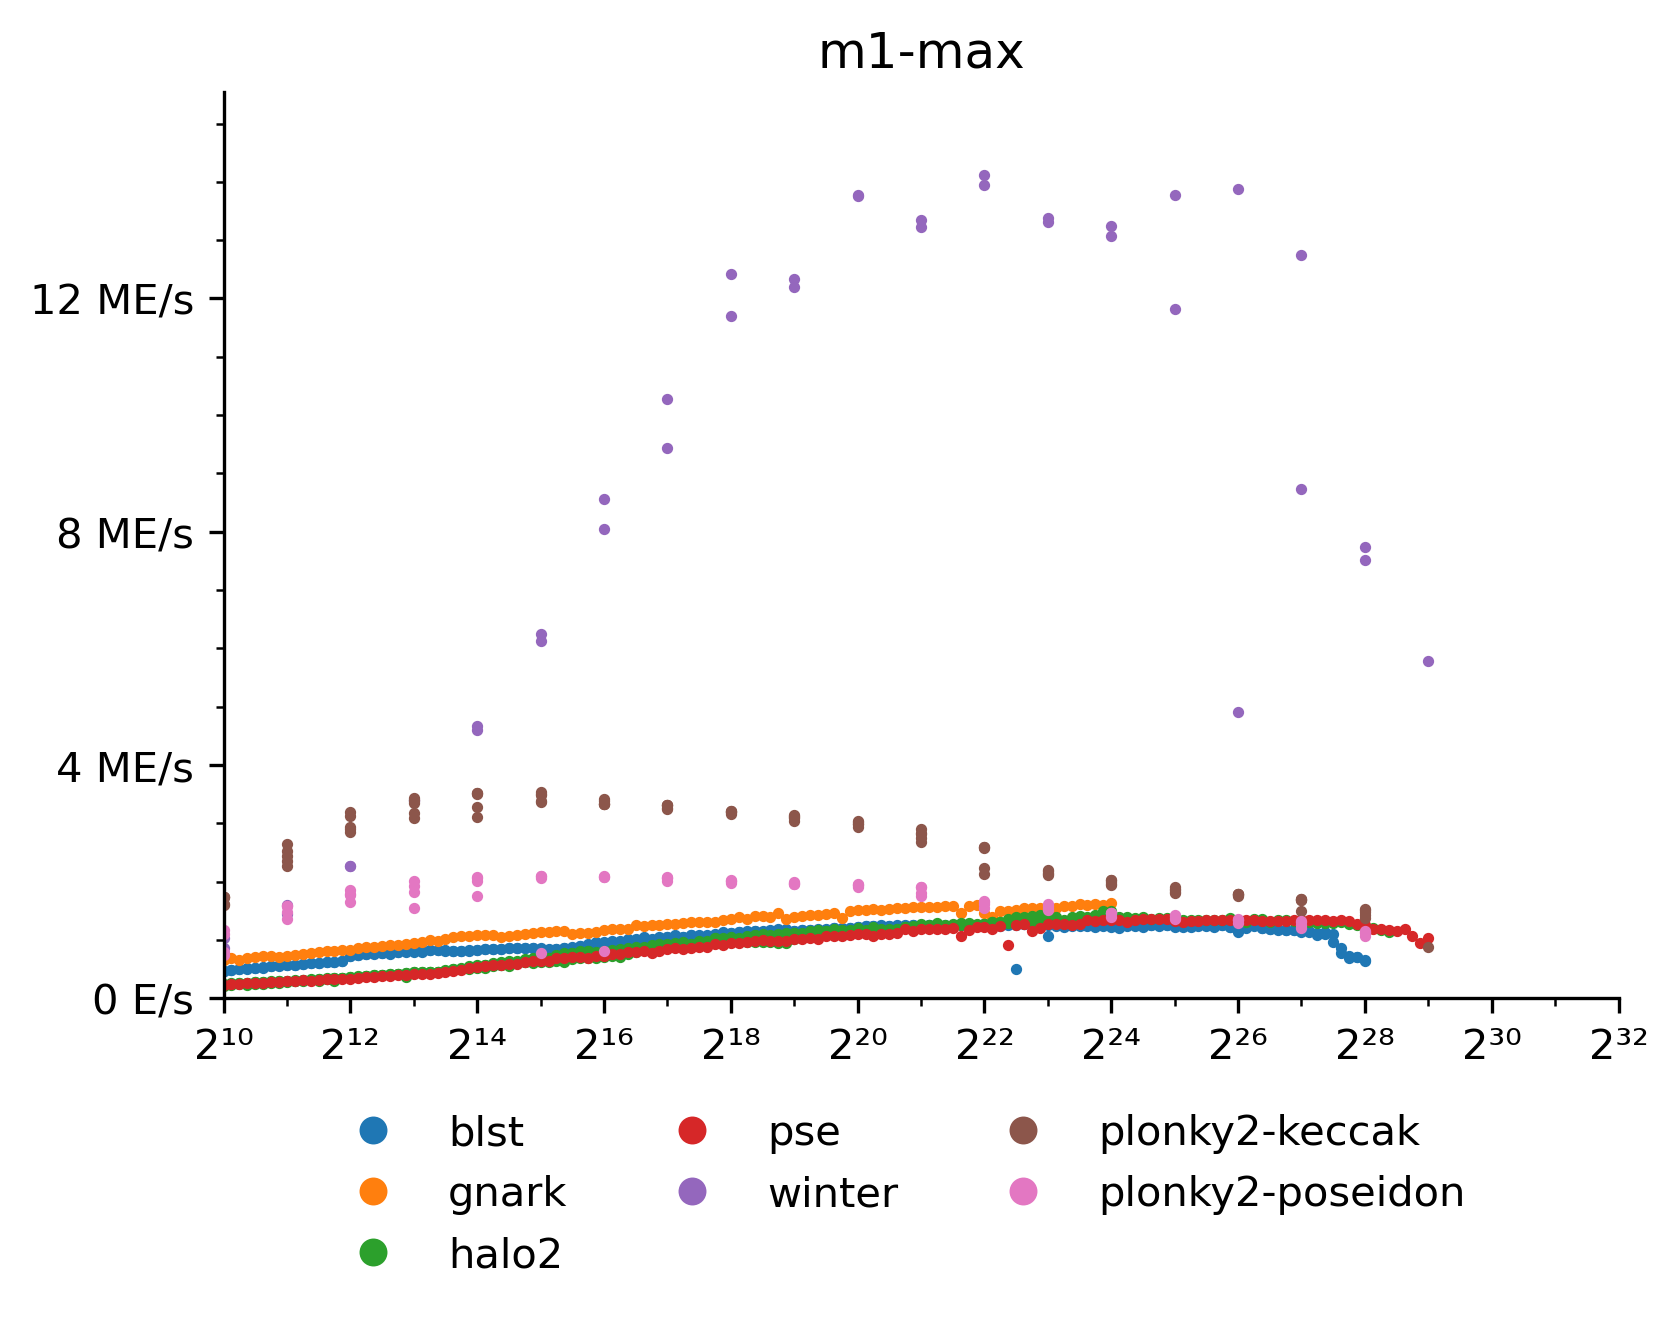 m1-max
12 ME/s
8 ME/s
4 ME/s
0 E/s
2¹⁰ 2¹² 2¹⁴ 2¹⁶ 2¹⁸ 2²⁰ 2²² 2²⁴ 2²⁶ 2²⁸ 2³⁰ 2³²
blst pse plonky2-keccak
gnark winter plonky2-poseidon
halo2